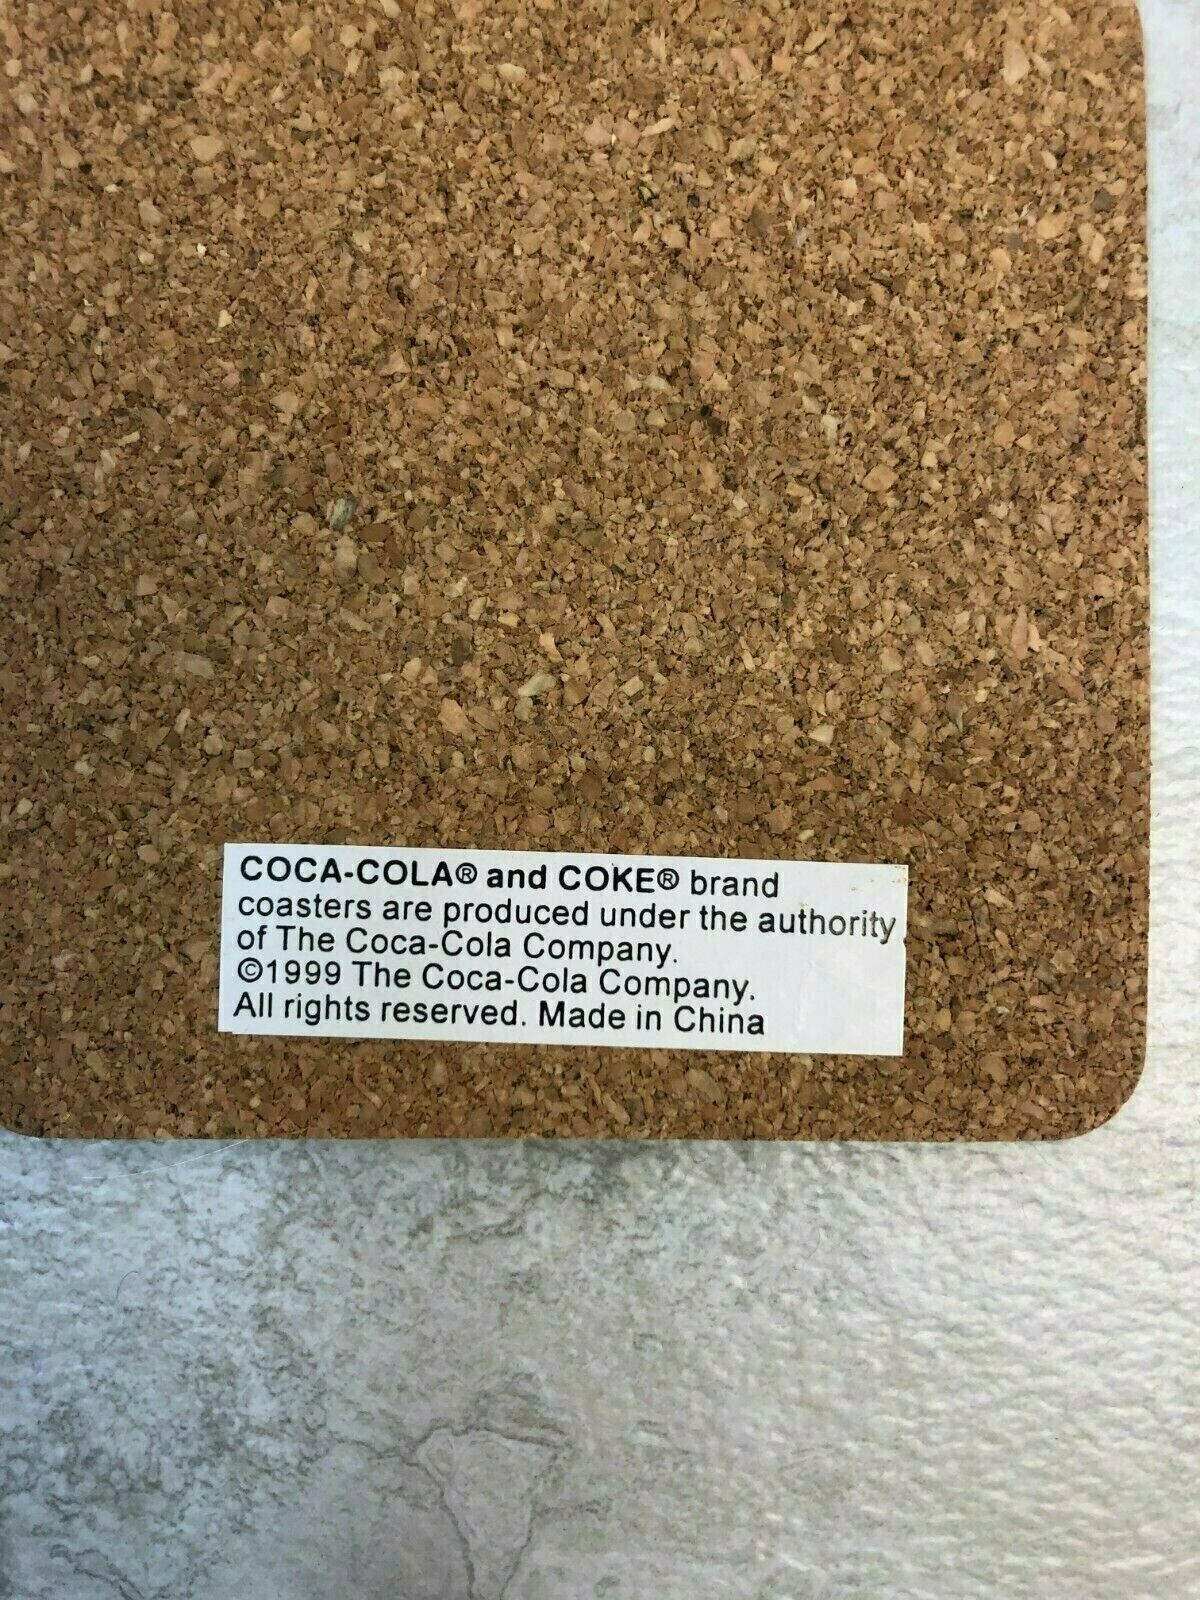 COCA-COLA® and COKE® brand
coasters are produced under the authority
of The Coca-Cola Company.
©1999 The Coca-Cola Company.
All rights reserved. Made in China